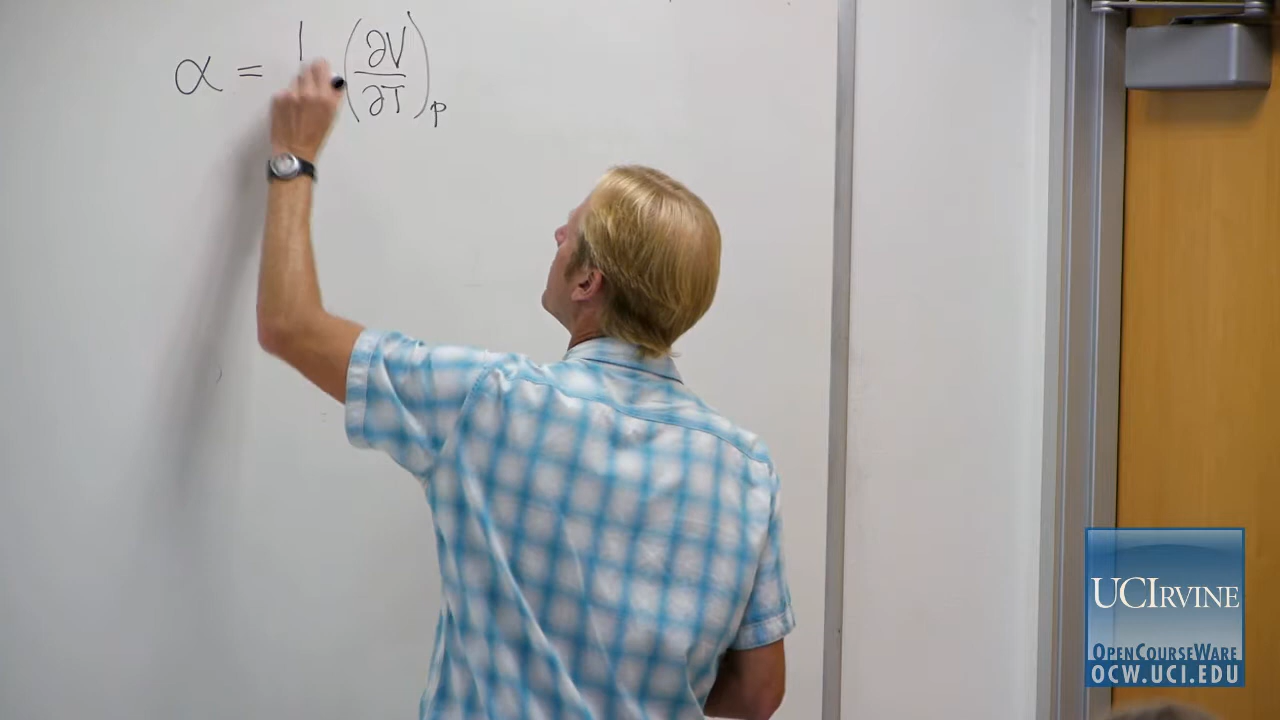 α = 1 (∂V/∂T)p
UCIRVINE
OPENCOURSEWARE
OCW.UCI.EDU